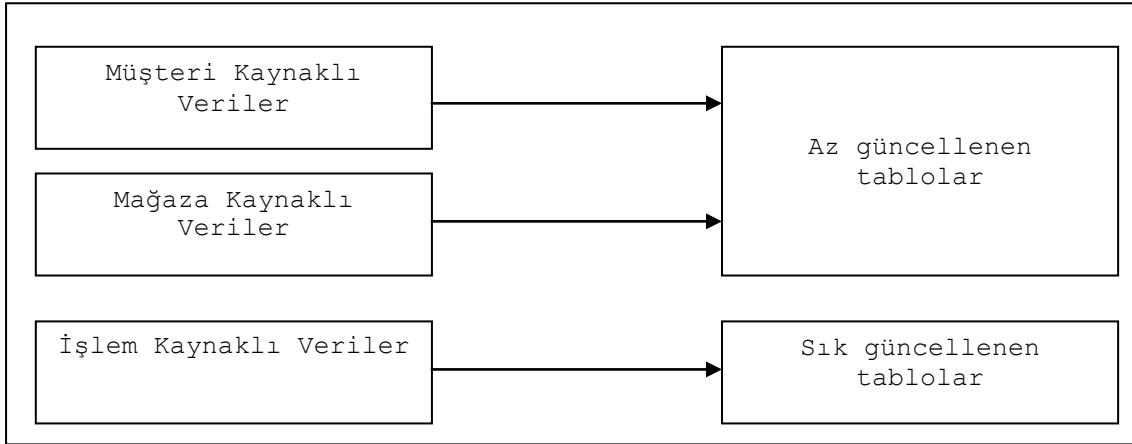 Müşteri Kaynaklı
Veriler
Az güncellenen
tablolar
Mağaza Kaynaklı
Veriler
İşlem Kaynaklı Veriler
Sık güncellenen
tablolar